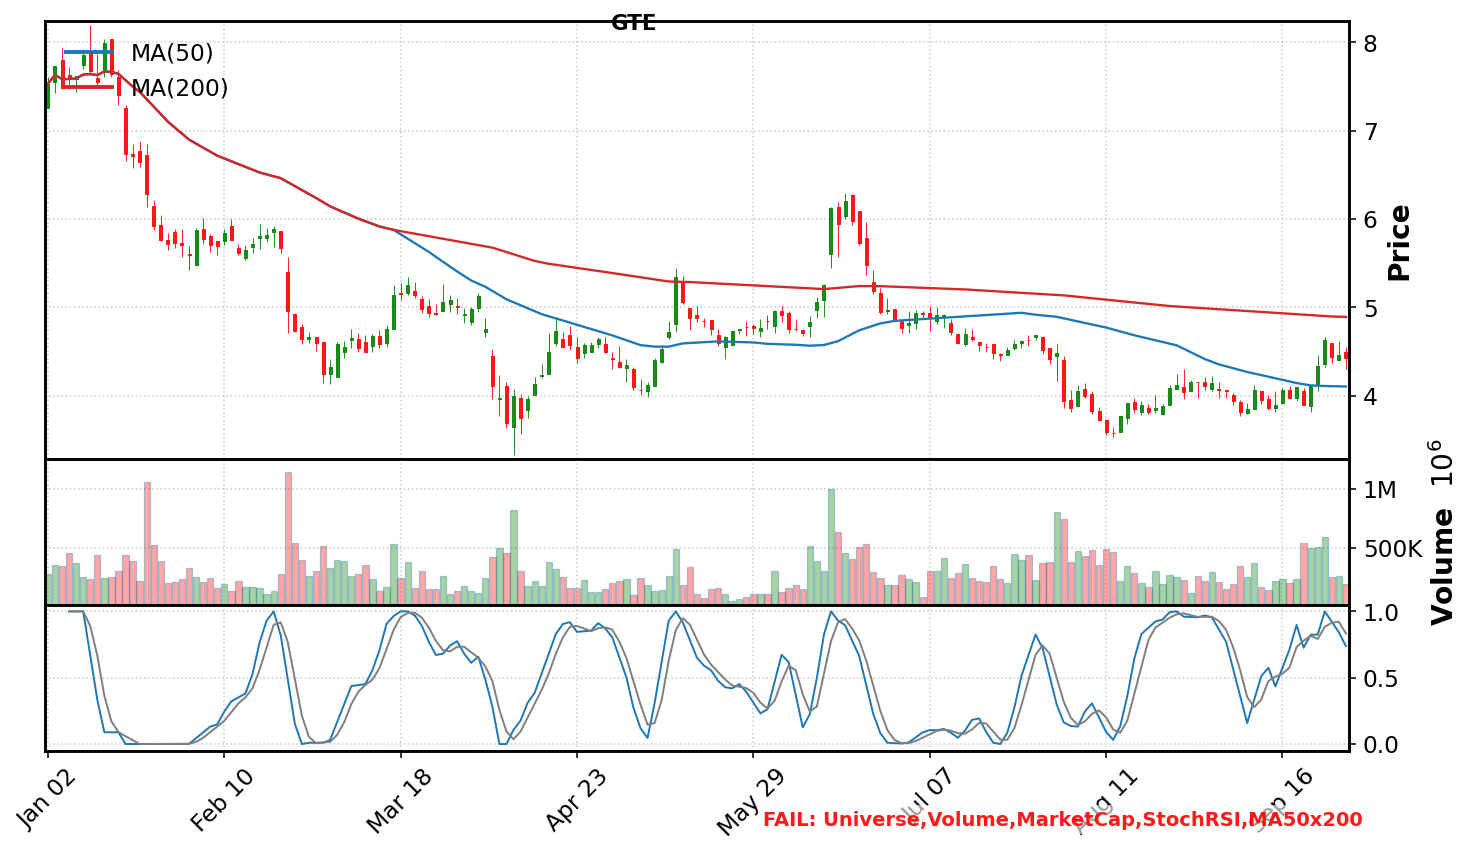 GTE
MA(50)
MA(200)
8
7
6
5
4
Price
1M
500K
Volume 10^6
1.0
0.5
0.0
Jan 02
Feb 10
Mar 18
Apr 23
May 29
Jul 07
Aug 11
Sep 16
FAIL: Universe,Volume,MarketCap,StochRSI,MA50x200